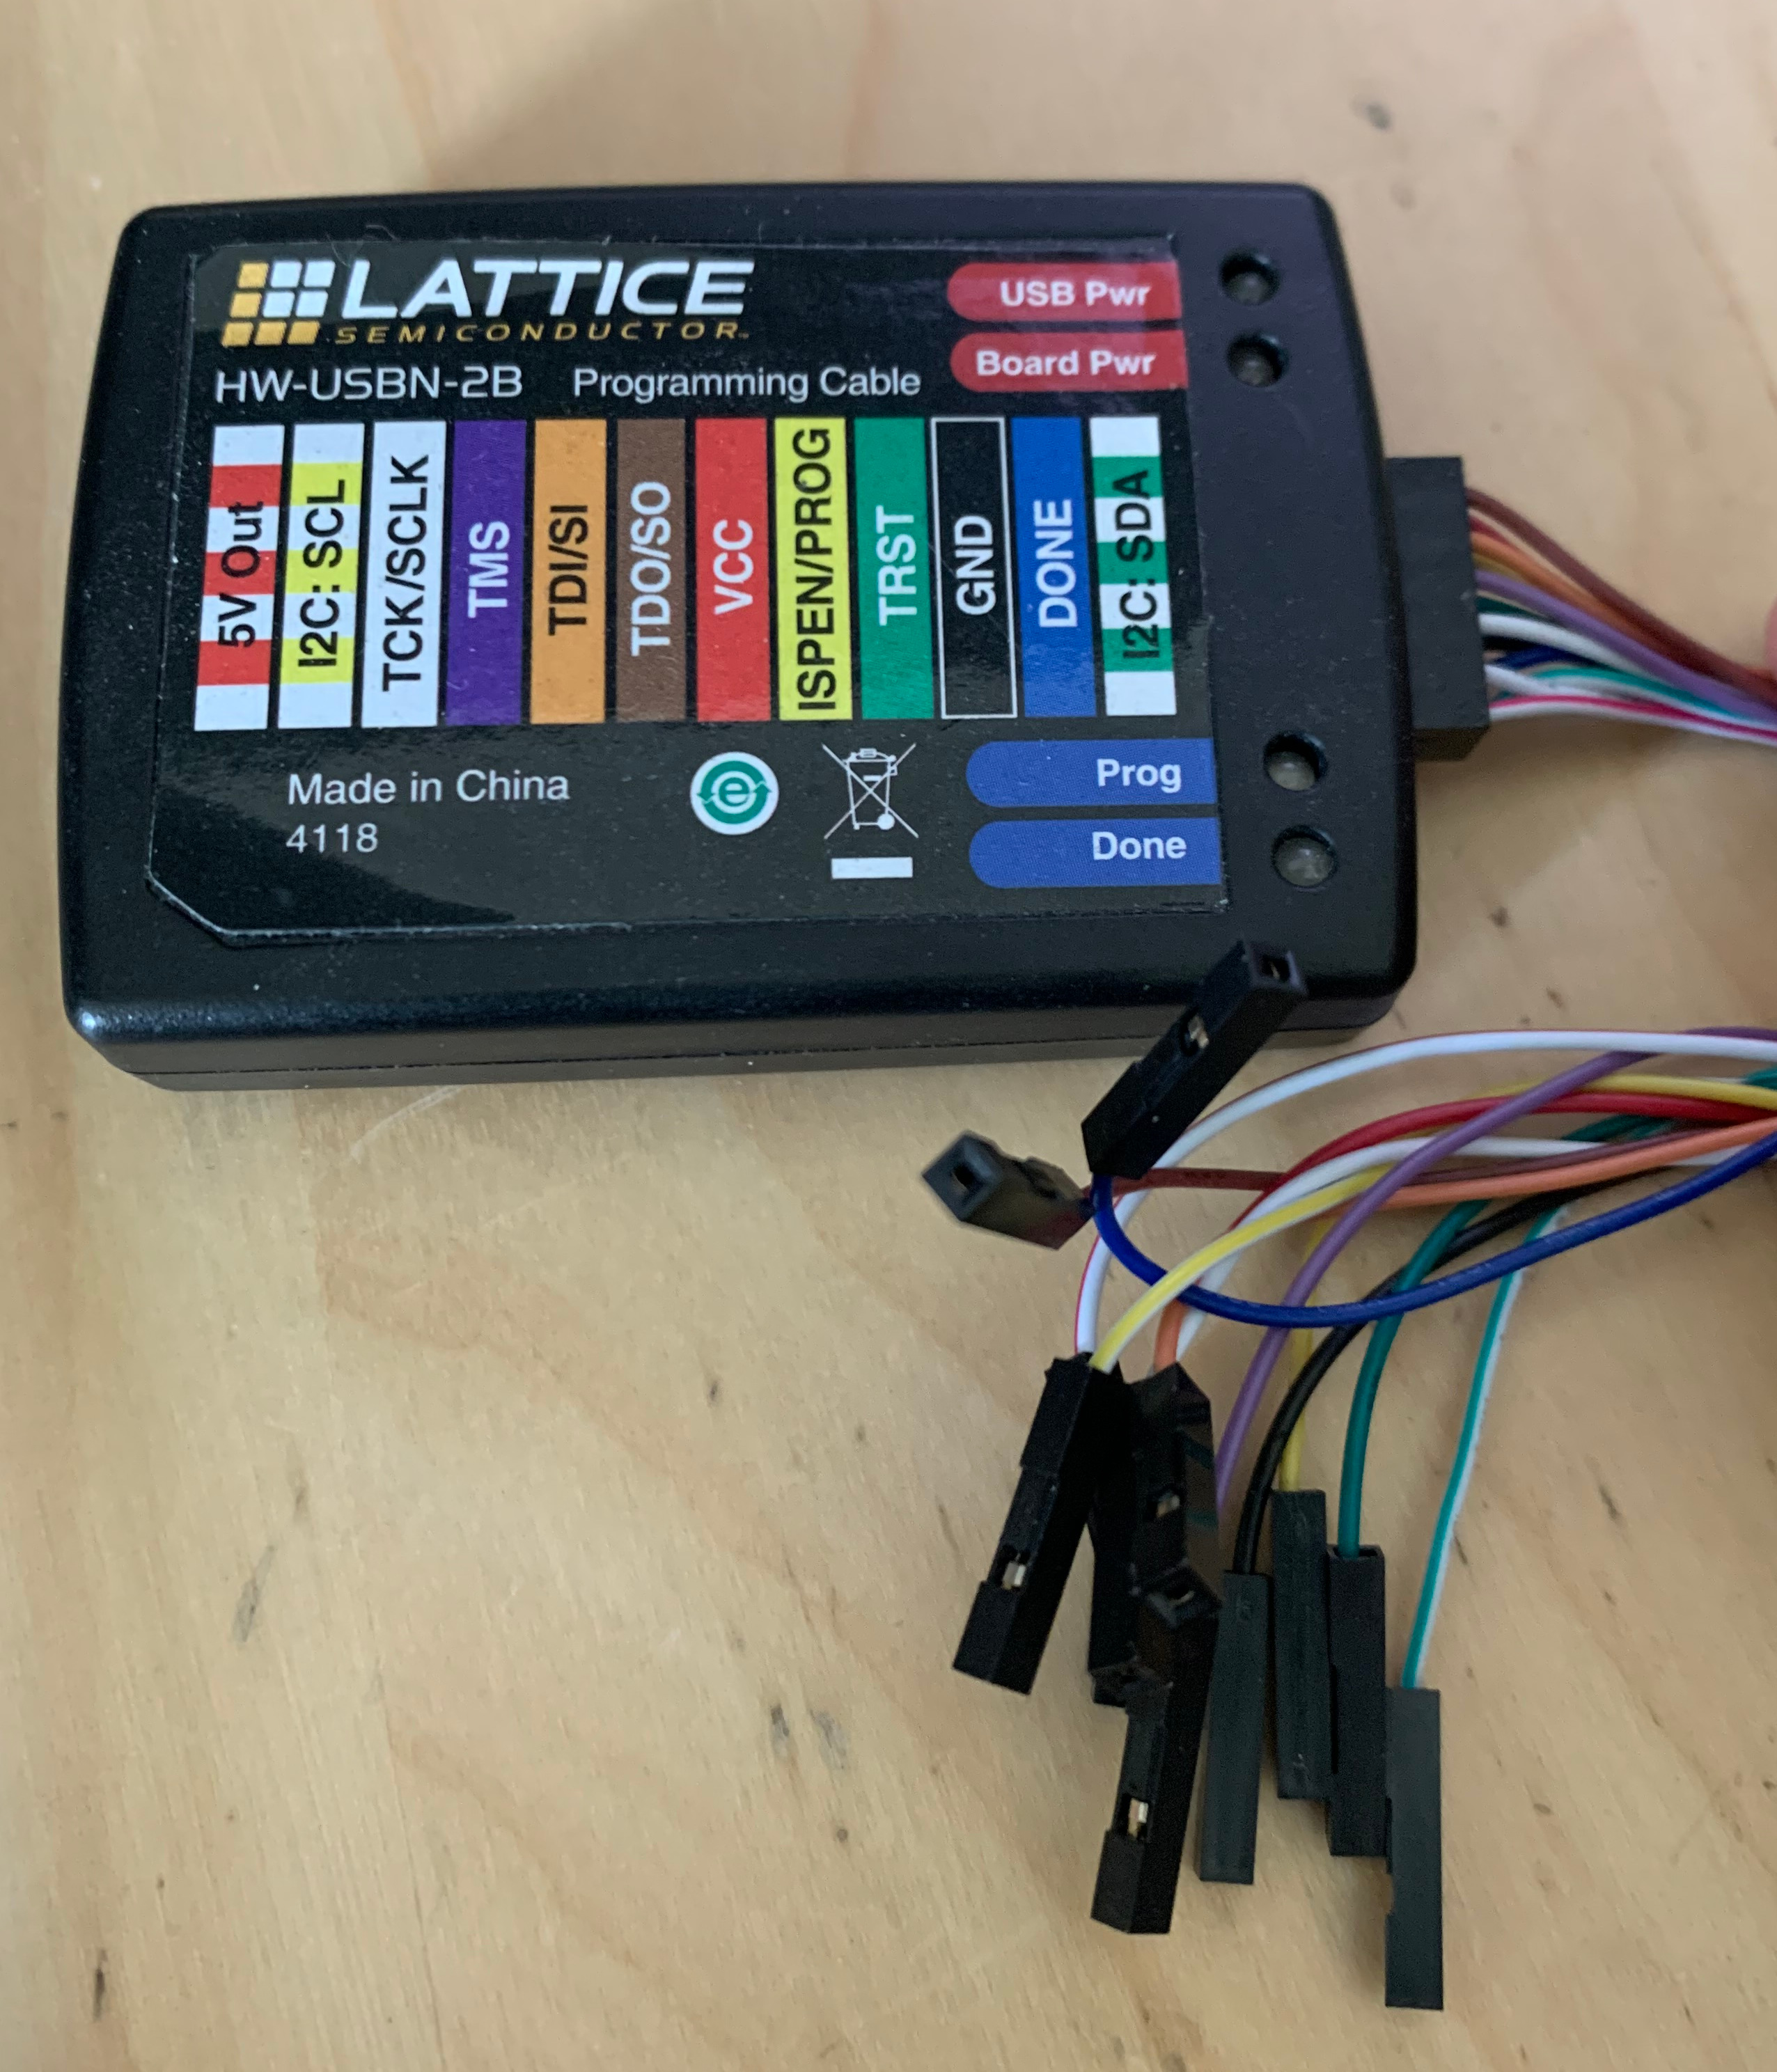 LATTICE
SEMICONDUCTOR™
USB Pwr
Board Pwr
HW-USBN-2B Programming Cable
5V Out
I2C: SCL
TCK/SCLK
TMS
TDI/SI
TDO/SO
VCC
ISPEN/PROG
TRST
GND
DONE
I2C: SDA
Made in China
4118
e
Prog
Done